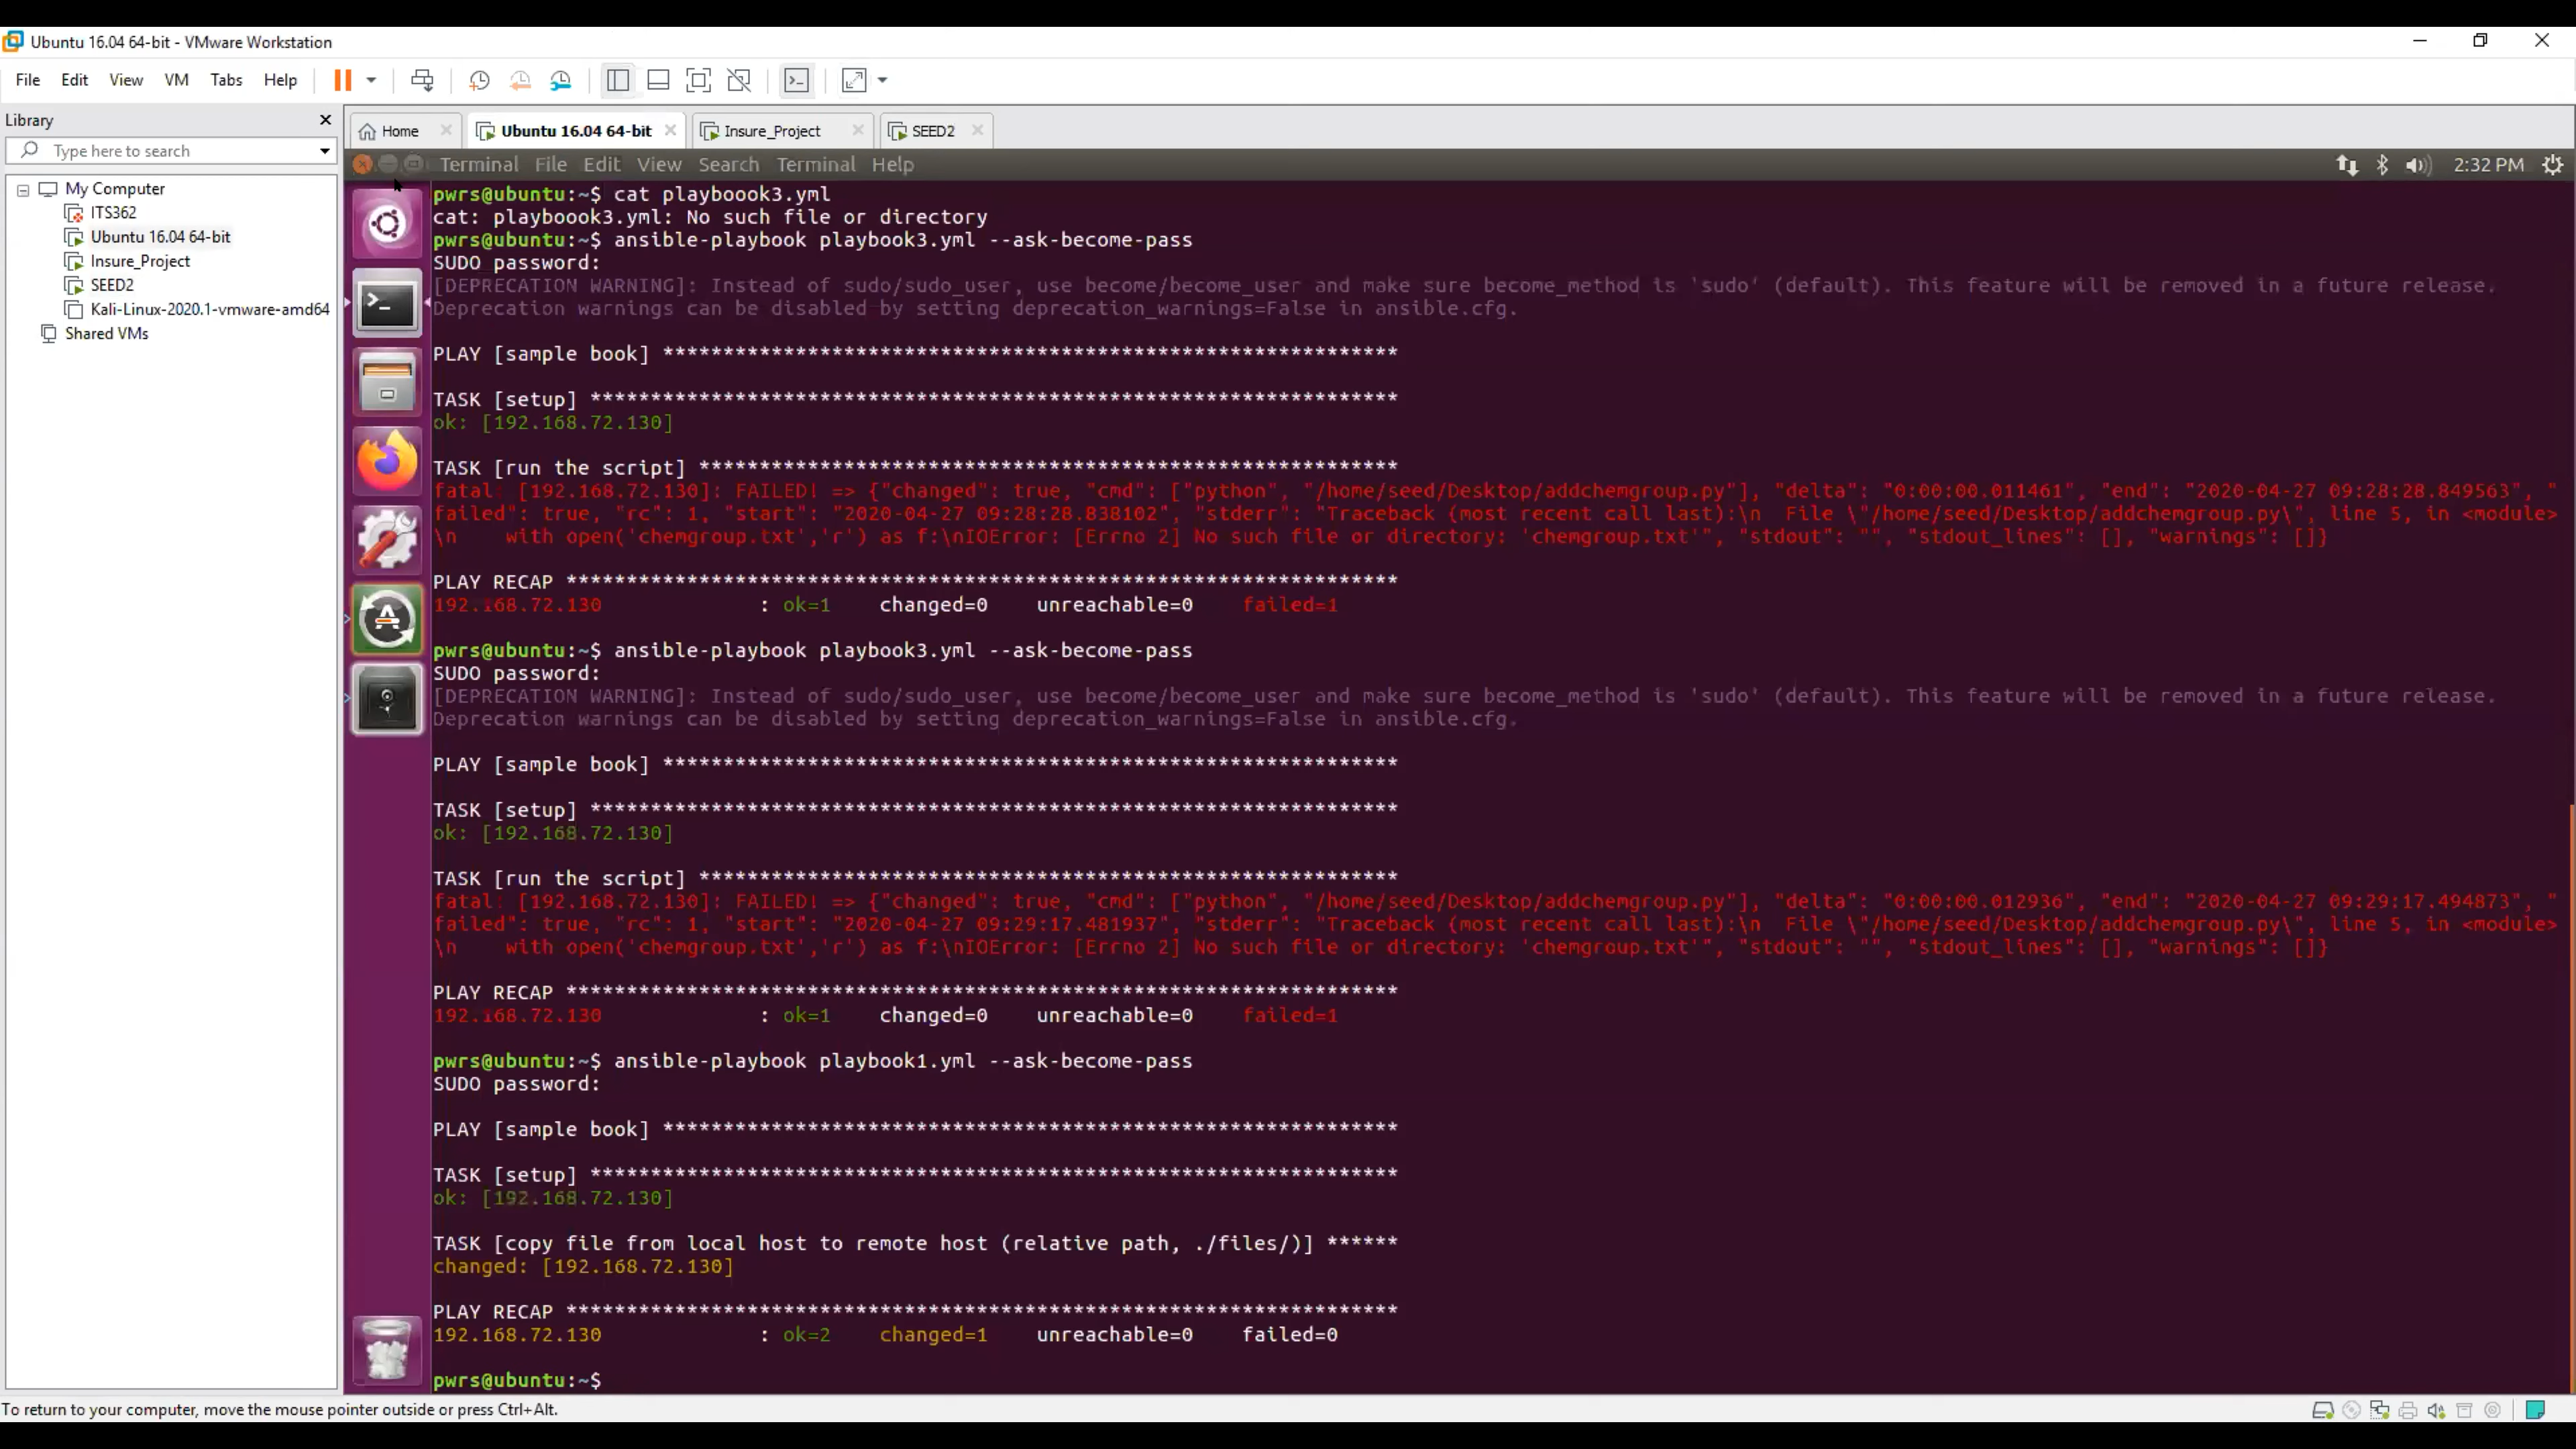 Ubuntu 16.04 64-bit - VMware Workstation
File Edit View VM Tabs Help
Library
Type here to search
My Computer
ITS362
Ubuntu 16.04 64-bit
Insure_Project
SEED2
Kali-Linux-2020.1-vmware-amd64
Shared VMs
Home Ubuntu 16.04 64-bit Insure_Project SEED2
Terminal File Edit View Search Terminal Help 2:32 PM
pwrs@ubuntu:~$ cat playboook3.yml
cat: playboook3.yml: No such file or directory
pwrs@ubuntu:~$ ansible-playbook playbook3.yml --ask-become-pass
SUDO password:
[DEPRECATION WARNING]: Instead of sudo/sudo_user, use become/become_user and make sure become_method is 'sudo' (default). This feature will be removed in a future release.
Deprecation warnings can be disabled by setting deprecation_warnings=False in ansible.cfg.
PLAY [sample book] *************************************************************
TASK [setup] *******************************************************************
ok: [192.168.72.130]
TASK [run the script] **********************************************************
fatal: [192.168.72.130]: FAILED! => {"changed": true, "cmd": ["python", "/home/seed/Desktop/addchemgroup.py"], "delta": "0:00:00.011461", "end": "2020-04-27 09:28:28.849563", "
failed": true, "rc": 1, "start": "2020-04-27 09:28:28.838102", "stderr": "Traceback (most recent call last):\n  File \"/home/seed/Desktop/addchemgroup.py\", line 5, in <module>
\n    with open('chemgroup.txt','r') as f:\nIOError: [Errno 2] No such file or directory: 'chemgroup.txt'", "stdout": "", "stdout_lines": [], "warnings": []}
PLAY RECAP *********************************************************************
192.168.72.130             : ok=1    changed=0    unreachable=0    failed=1
pwrs@ubuntu:~$ ansible-playbook playbook3.yml --ask-become-pass
SUDO password:
[DEPRECATION WARNING]: Instead of sudo/sudo_user, use become/become_user and make sure become_method is 'sudo' (default). This feature will be removed in a future release.
Deprecation warnings can be disabled by setting deprecation_warnings=False in ansible.cfg.
PLAY [sample book] *************************************************************
TASK [setup] *******************************************************************
ok: [192.168.72.130]
TASK [run the script] **********************************************************
fatal: [192.168.72.130]: FAILED! => {"changed": true, "cmd": ["python", "/home/seed/Desktop/addchemgroup.py"], "delta": "0:00:00.012936", "end": "2020-04-27 09:29:17.494873", "
failed": true, "rc": 1, "start": "2020-04-27 09:29:17.481937", "stderr": "Traceback (most recent call last):\n  File \"/home/seed/Desktop/addchemgroup.py\", line 5, in <module>
\n    with open('chemgroup.txt','r') as f:\nIOError: [Errno 2] No such file or directory: 'chemgroup.txt'", "stdout": "", "stdout_lines": [], "warnings": []}
PLAY RECAP *********************************************************************
192.168.72.130             : ok=1    changed=0    unreachable=0    failed=1
pwrs@ubuntu:~$ ansible-playbook playbook1.yml --ask-become-pass
SUDO password:
PLAY [sample book] *************************************************************
TASK [setup] *******************************************************************
ok: [192.168.72.130]
TASK [copy file from local host to remote host (relative path, ./files/)] ******
changed: [192.168.72.130]
PLAY RECAP *********************************************************************
192.168.72.130             : ok=2    changed=1    unreachable=0    failed=0
pwrs@ubuntu:~$
To return to your computer, move the mouse pointer outside or press Ctrl+Alt.